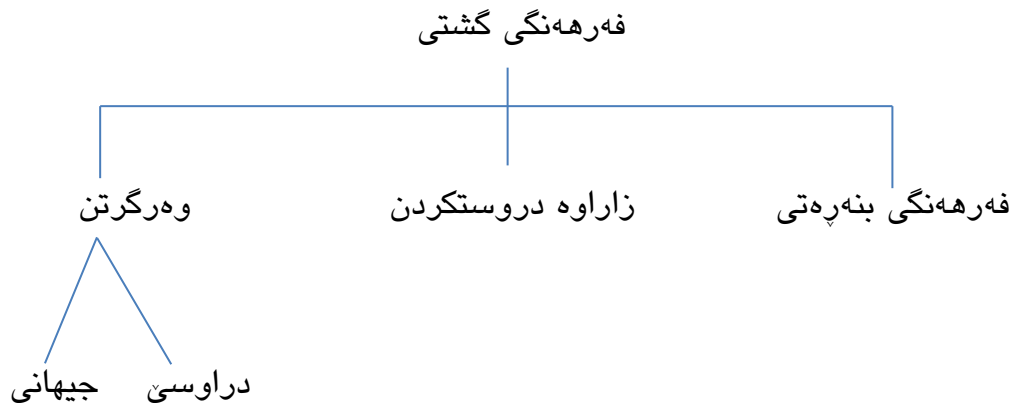 فەرهەنگی گشتی
فەرهەنگی بنەڕەتی زاراوە دروستکردن وەرگرتن
دراوسێ جیهانی